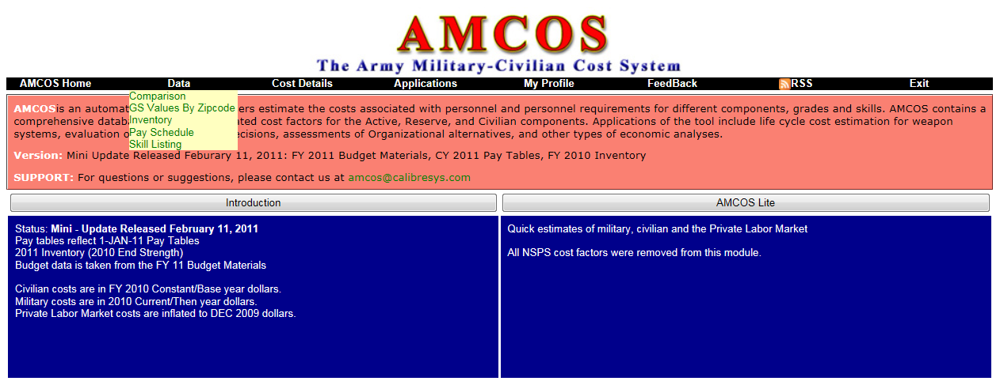 AMCOS
The Army Military-Civilian Cost System
AMCOS Home Data Cost Details Applications My Profile FeedBack RSS Exit
Comparison
GS Values By Zipcode
Inventory
Pay Schedule
Skill Listing
AMCOSis an automat ers estimate the costs associated with personnel and personnel requirements for different components, grades and skills. AMCOS contains a
comprehensive datab ated cost factors for the Active, Reserve, and Civilian components. Applications of the tool include life cycle cost estimation for weapon
systems, evaluation o ecisions, assessments of Organizational alternatives, and other types of economic analyses.
Version: Mini Update Released Feburary 11, 2011: FY 2011 Budget Materials, CY 2011 Pay Tables, FY 2010 Inventory
SUPPORT: For questions or suggestions, please contact us at amcos@calibresys.com
Introduction
AMCOS Lite
Status: Mini - Update Released February 11, 2011
Pay tables reflect 1-JAN-11 Pay Tables
2011 Inventory (2010 End Strength)
Budget data is taken from the FY 11 Budget Materials
Civilian costs are in FY 2010 Constant/Base year dollars.
Military costs are in 2010 Current/Then year dollars.
Private Labor Market costs are inflated to DEC 2009 dollars.
Quick estimates of military, civilian and the Private Labor Market
All NSPS cost factors were removed from this module.